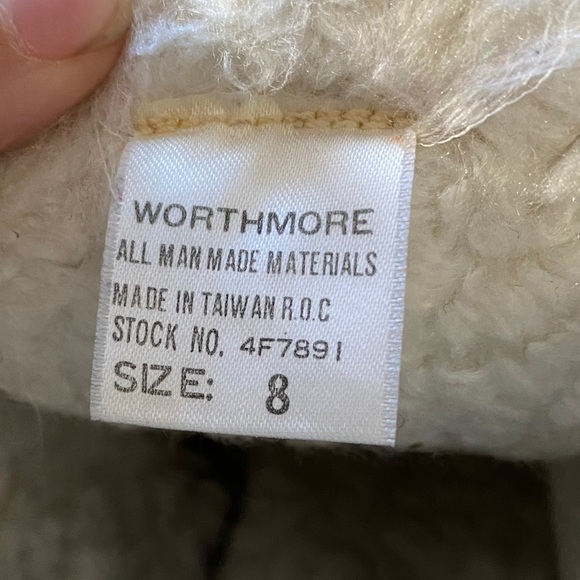 WORTHMORE
ALL MAN MADE MATERIALS
MADE IN TAIWAN R.O.C
STOCK NO. 4F7891
SIZE: 8